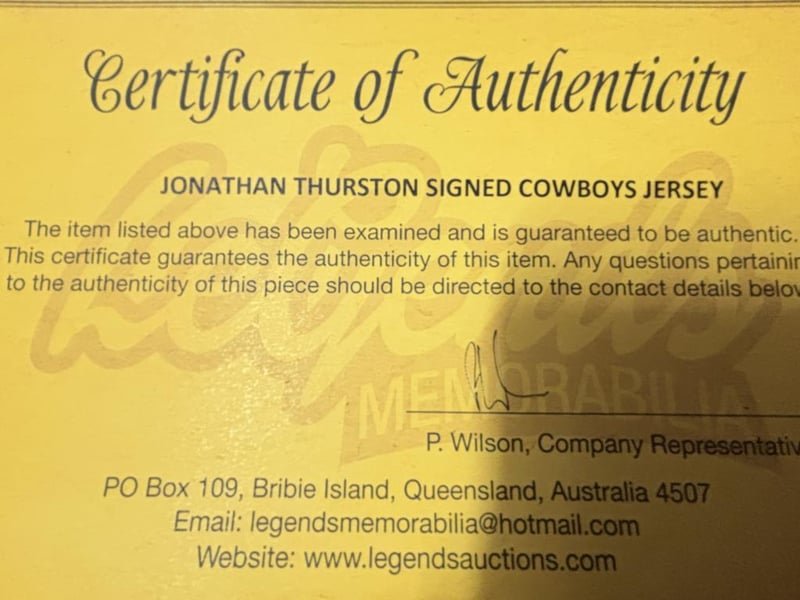 Certificate of Authenticity
JONATHAN THURSTON SIGNED COWBOYS JERSEY
The item listed above has been examined and is guaranteed to be authentic.
This certificate guarantees the authenticity of this item. Any questions pertainin
to the authenticity of this piece should be directed to the contact details below
Legends
MEMORABILIA
P. Wilson, Company Representativ
PO Box 109, Bribie Island, Queensland, Australia 4507
Email: legendsmemorabilia@hotmail.com
Website: www.legendsauctions.com